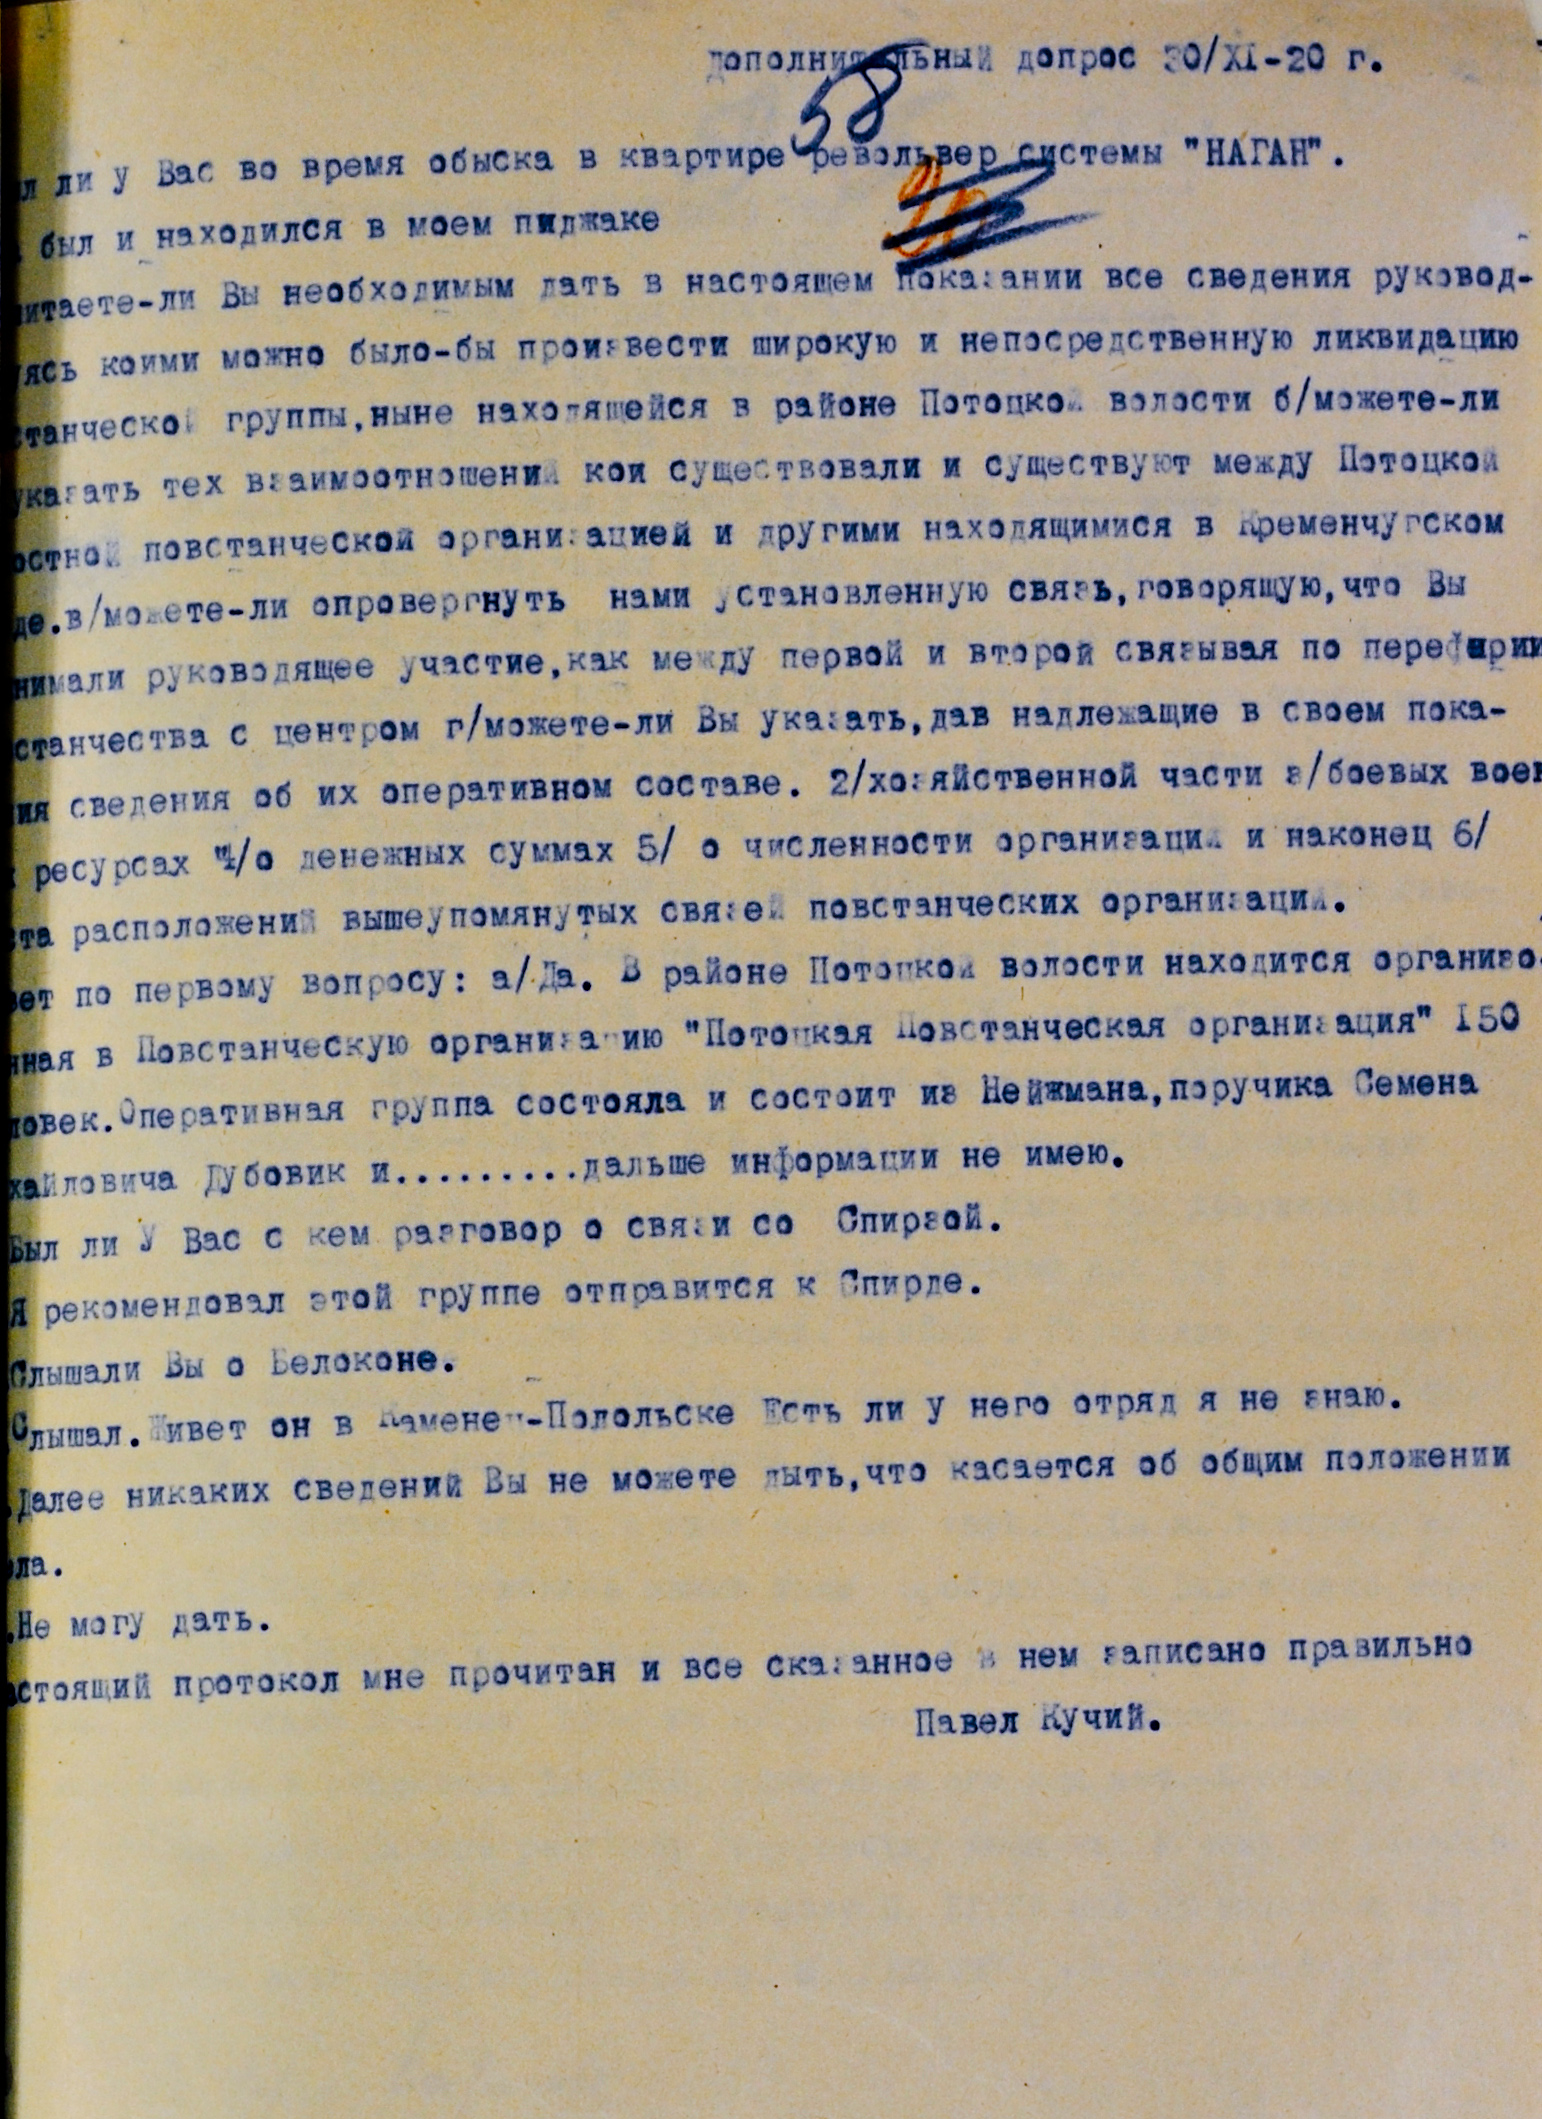 дополнительный допрос 30/XI-20 г.
58
л ли у Вас во время обыска в квартире револьвер системы "НАГАН".
был и находился в моем пиджаке
итаете-ли Вы необходимым дать в настоящем показании все сведения руковод-
ясь коими можно было-бы произвести широкую и непосредственную ликвидацию
станческой группы,ныне находящейся в районе Потоцкой волости б/можете-ли
указать тех взаимоотношений кои существовали и существуют между Потоцкой
остной повстанческой организацией и другими находящимися в Кременчугском
де.в/можете-ли опровергнуть нами установленную связь,говорящую,что Вы
нимали руководящее участие,как между первой и второй связывая по переферии
станчества с центром г/можете-ли Вы указать,дав надлежащие в своем пока-
ия сведения об их оперативном составе. 2/хозяйственной части з/боевых воен
ресурсах 4/о денежных суммах 5/ о численности организации и наконец 6/
ста расположений вышеупомянутых связей повстанческих организаций.
вет по первому вопросу: а/.Да. В районе Потоцкой волости находится организо-
нная в Повстанческую организацию "Потоцкая Повстанческая организация" I50
ловек.Оперативная группа состояла и состоит из Нейжмана,поручика Семена
хайловича Дубовик и.........дальше информации не имею.
Был ли У Вас с кем разговор о связи со Спирзой.
Я рекомендовал этой группе отправится к Спирде.
Слышали Вы о Белоконе.
Слышал.Живет он в Каменец-Подольске Есть ли у него отряд я не знаю.
.Далее никаких сведений Вы не можете дыть,что касается об общим положении
ла.
.Не могу дать.
астоящий протокол мне прочитан и все сказанное в нем записано правильно
Павел Кучий.